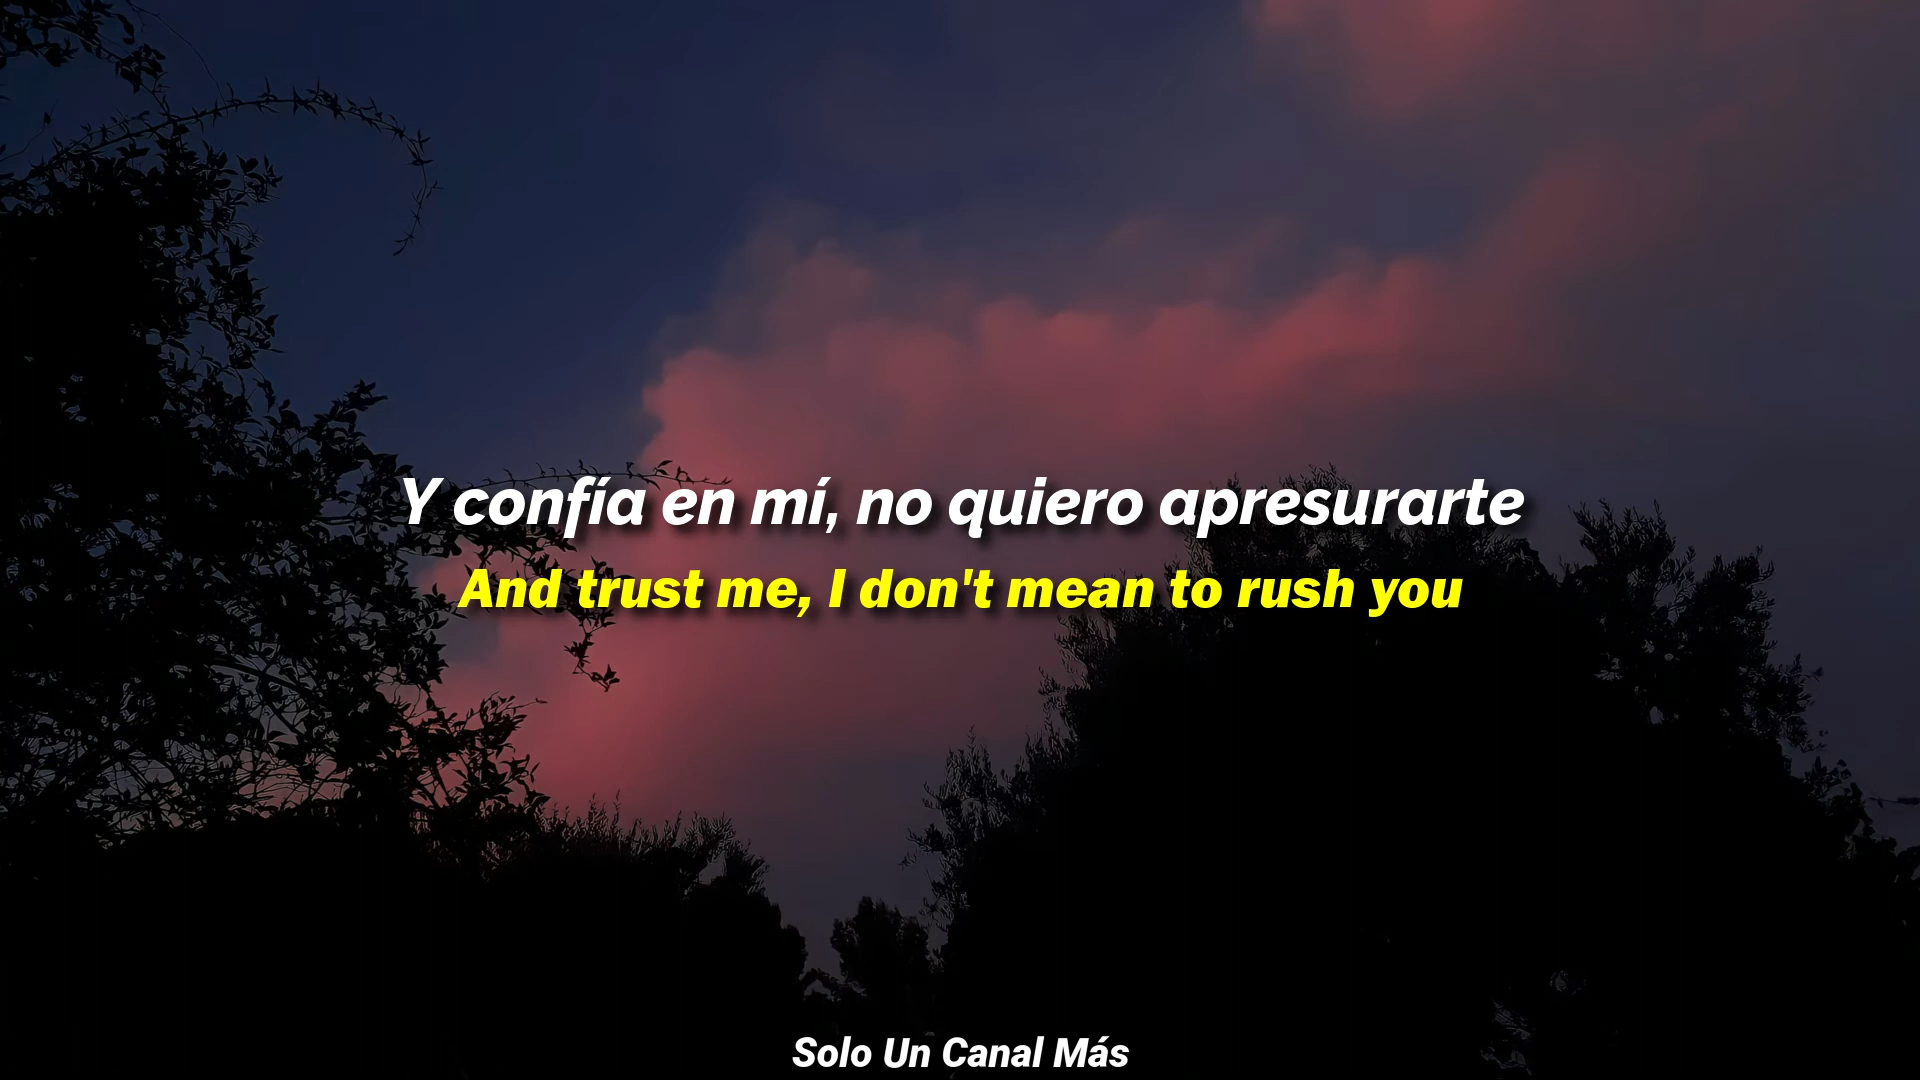 Y confía en mí, no quiero apresurarte
And trust me, I don't mean to rush you
Solo Un Canal Más